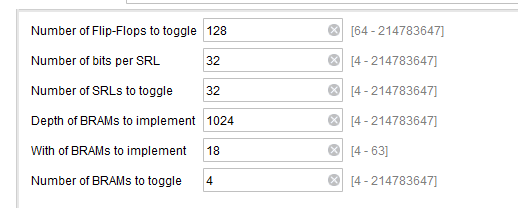 Number of Flip-Flops to toggle 128 [64 - 214783647]
Number of bits per SRL 32 [4 - 214783647]
Number of SRLs to toggle 32 [4 - 214783647]
Depth of BRAMs to implement 1024 [4 - 214783647]
With of BRAMs to implement 18 [4 - 63]
Number of BRAMs to toggle 4 [4 - 214783647]